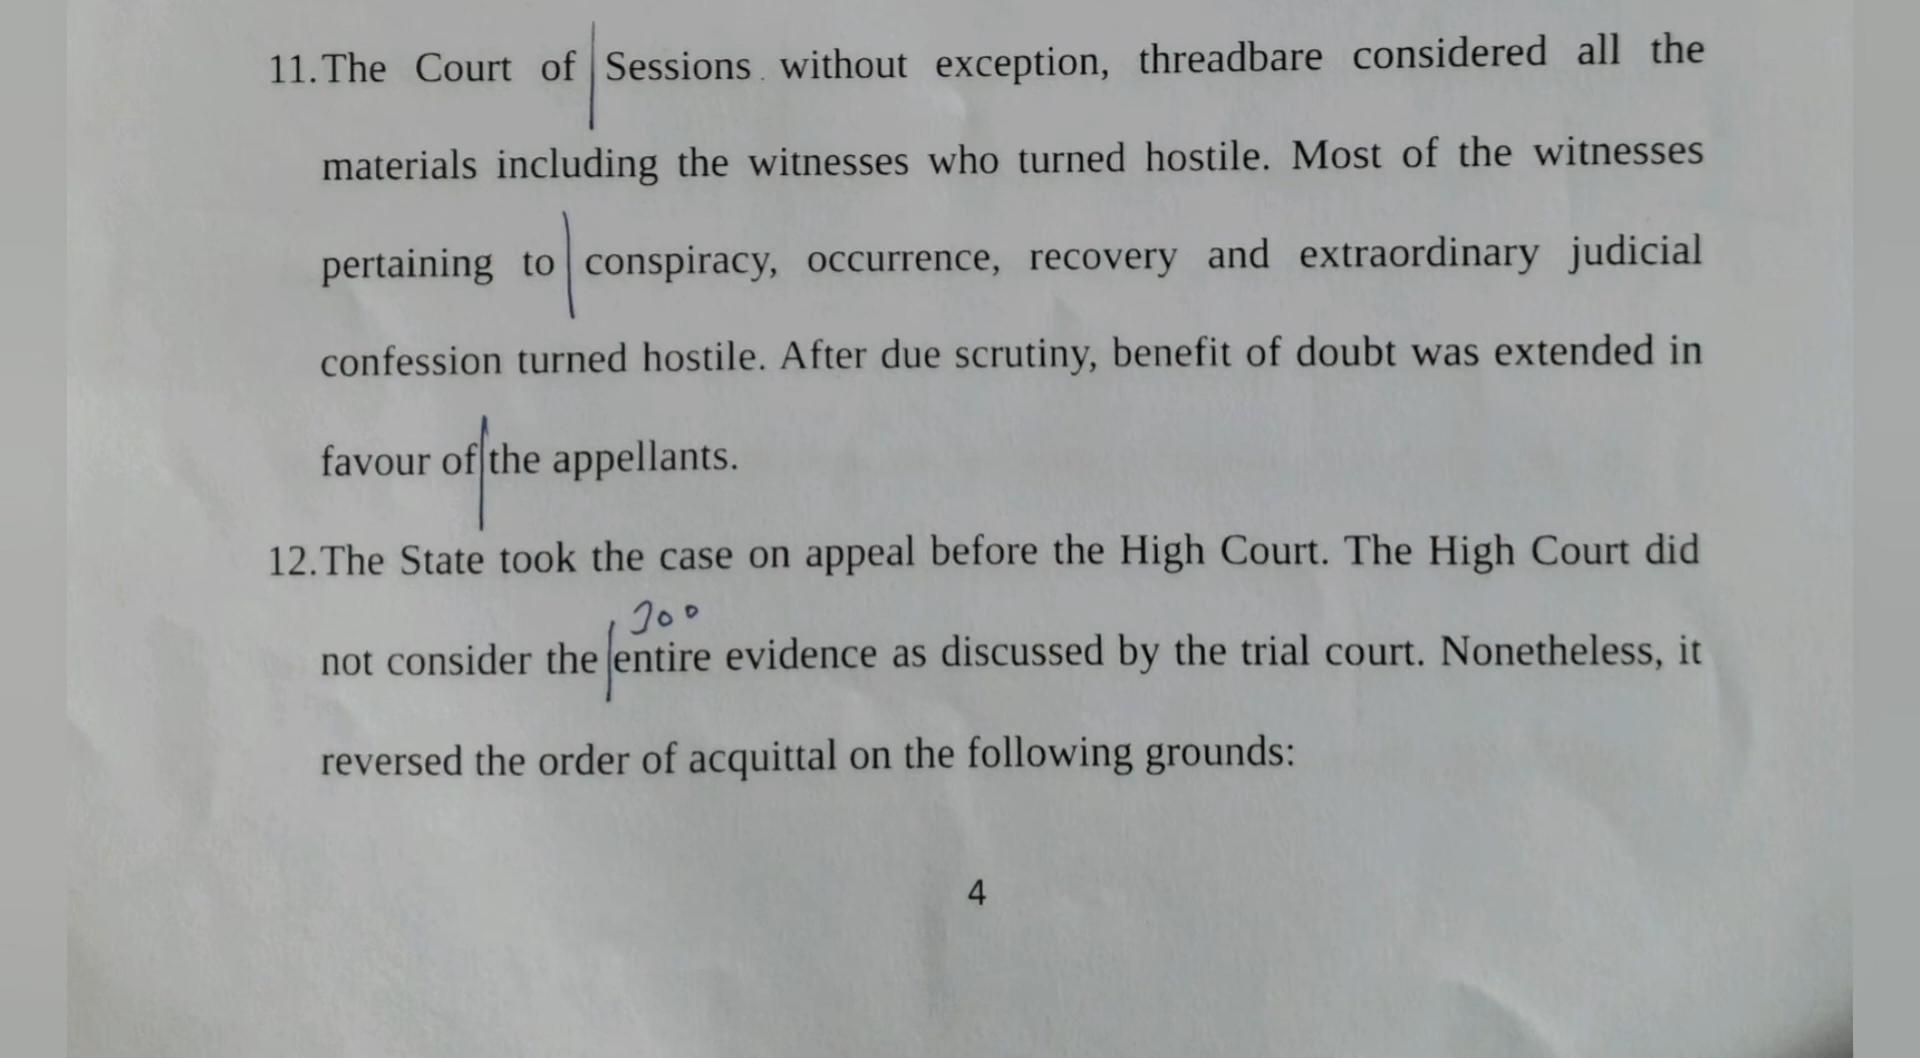 11. The Court of Sessions without exception, threadbare considered all the
materials including the witnesses who turned hostile. Most of the witnesses
pertaining to conspiracy, occurrence, recovery and extraordinary judicial
confession turned hostile. After due scrutiny, benefit of doubt was extended in
favour of the appellants.
12. The State took the case on appeal before the High Court. The High Court did
300
not consider the entire evidence as discussed by the trial court. Nonetheless, it
reversed the order of acquittal on the following grounds:
4